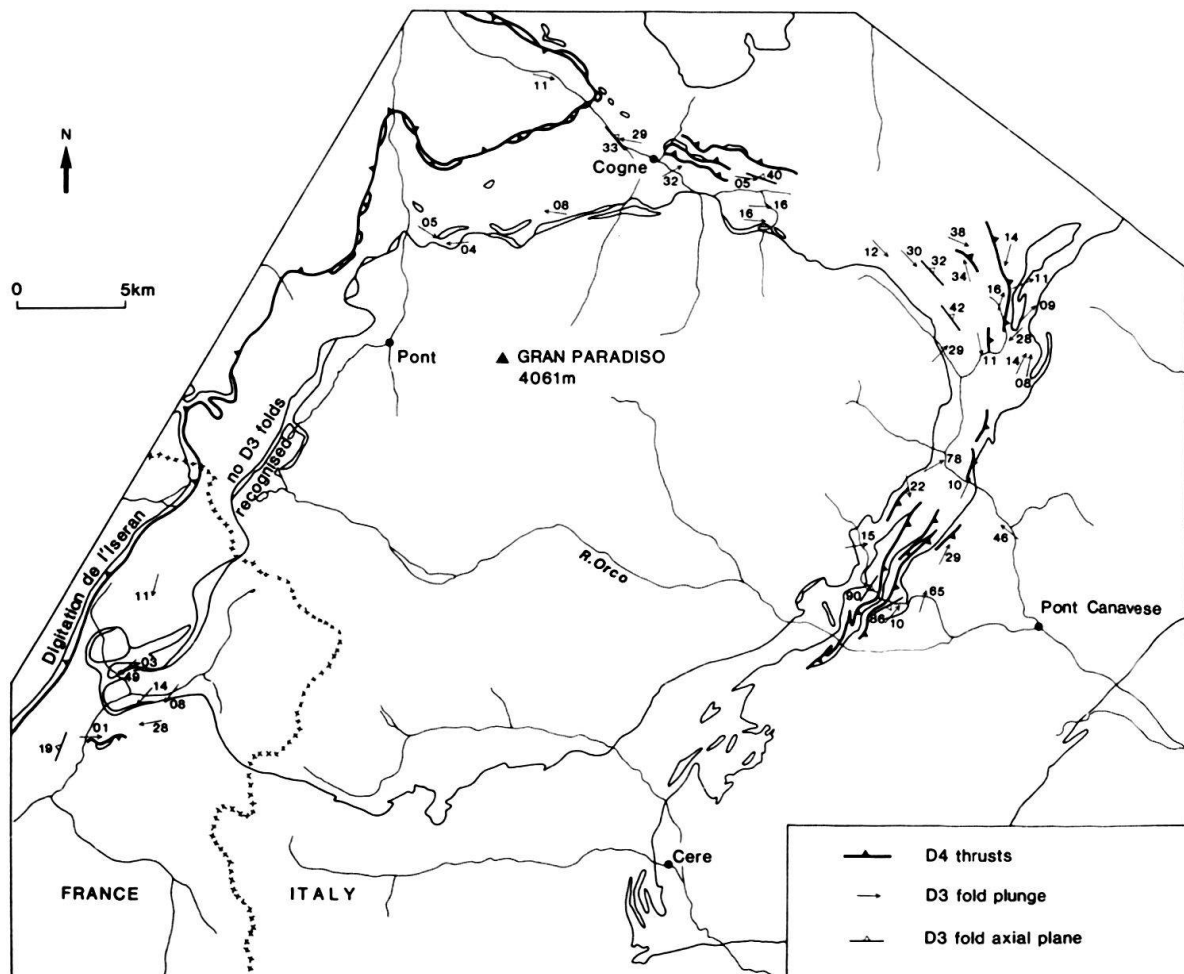 N
0 5km
11
29
33
Cogne
32
05
40
16
16
08
05
04
12
30
38
14
32
34
16
11
42
09
29
28
11
14
08
Pont
GRAN PARADISO
4061m
no D3 folds
recognised
78
10
22
15
46
29
R.Orco
90
65
86
10
Pont Canavese
Digitation de l'Iseran
11
03
49
14
08
01
28
19
Cere
FRANCE
ITALY
D4 thrusts
D3 fold plunge
D3 fold axial plane